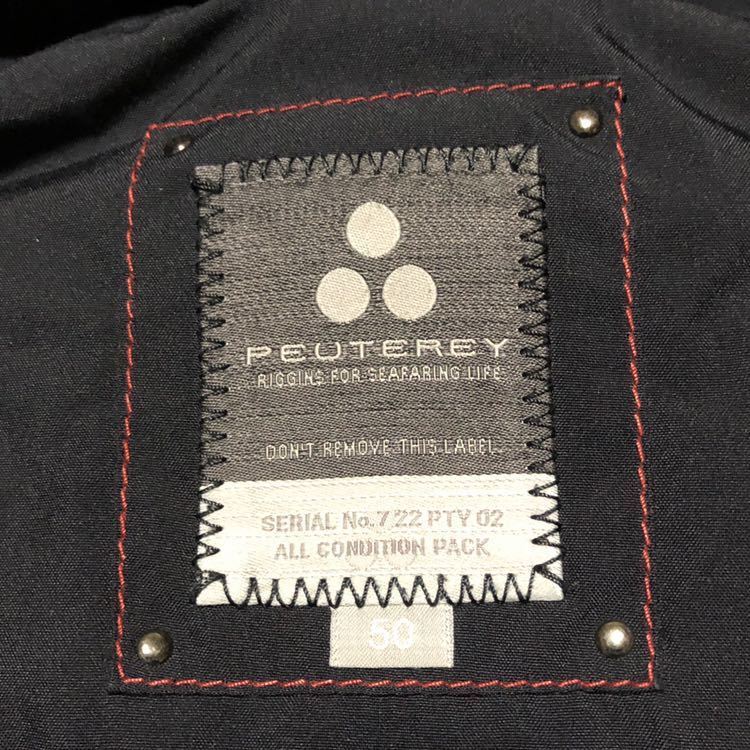 PEUTEREY
RIGGINS FOR SEAFARING LIFE
DON'T REMOVE THIS LABEL.
SERIAL No.7 22 PTY 02
ALL CONDITION PACK
50